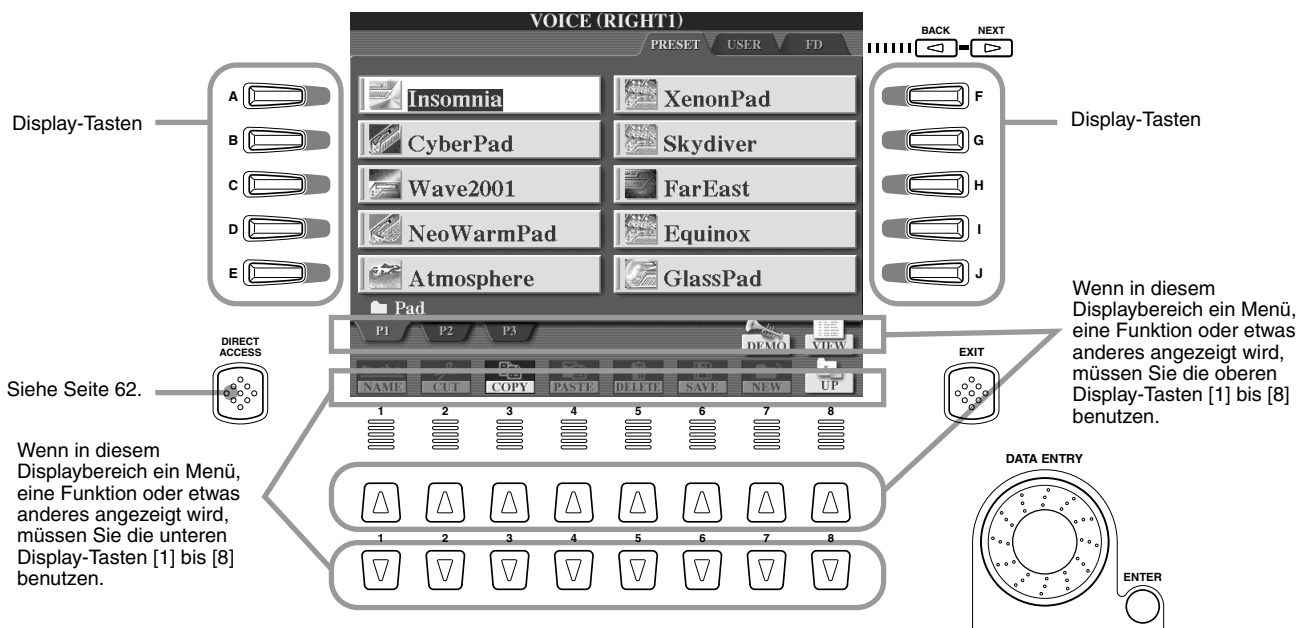 VOICE (RIGHT1)
PRESET USER FD
BACK NEXT
Display-Tasten
A
B
C
D
E
Insomnia
CyberPad
Wave2001
NeoWarmPad
Atmosphere
XenonPad
Skydiver
FarEast
Equinox
GlassPad
F
G
H
I
J
Display-Tasten
Pad
P1 P2 P3
DEMO VIEW
NAME CUT COPY PASTE DELETE SAVE NEW UP
DIRECT
ACCESS
Siehe Seite 62.
EXIT
Wenn in diesem
Displaybereich ein Menü,
eine Funktion oder etwas
anderes angezeigt wird,
müssen Sie die oberen
Display-Tasten [1] bis [8]
benutzen.
1 2 3 4 5 6 7 8
Wenn in diesem
Displaybereich ein Menü,
eine Funktion oder etwas
anderes angezeigt wird,
müssen Sie die unteren
Display-Tasten [1] bis [8]
benutzen.
1 2 3 4 5 6 7 8
DATA ENTRY
ENTER